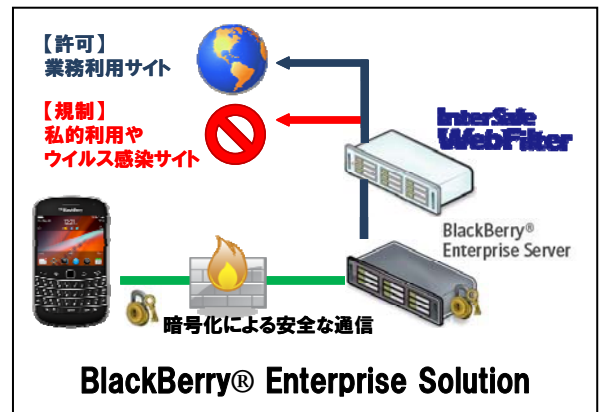 【許可】
業務利用サイト
【規制】
私的利用や
ウイルス感染サイト
InterSafe
WebFilter
BlackBerry®
Enterprise Server
暗号化による安全な通信
BlackBerry® Enterprise Solution